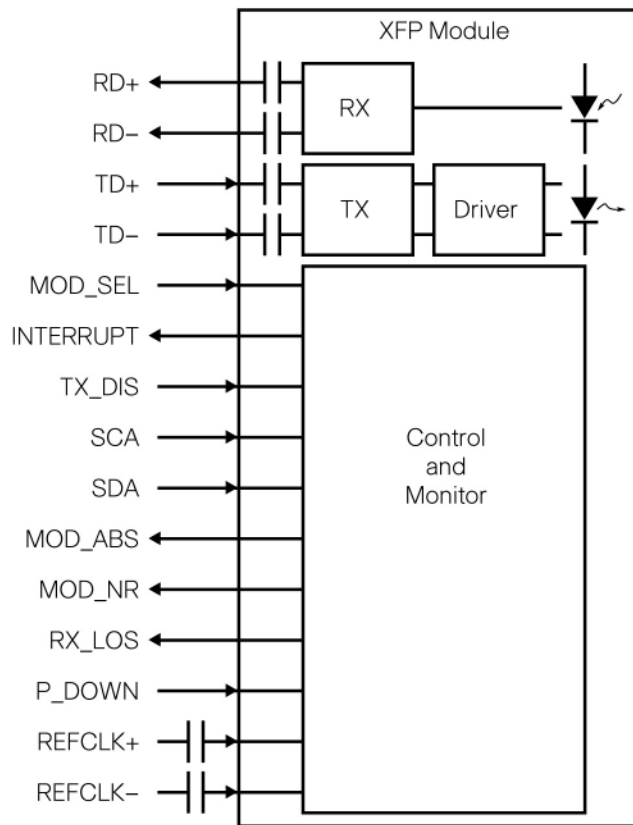 XFP Module
RD+
RX
RD−
TD+
TX
Driver
TD−
MOD_SEL
INTERRUPT
TX_DIS
SCA
Control
and
Monitor
SDA
MOD_ABS
MOD_NR
RX_LOS
P_DOWN
REFCLK+
REFCLK−